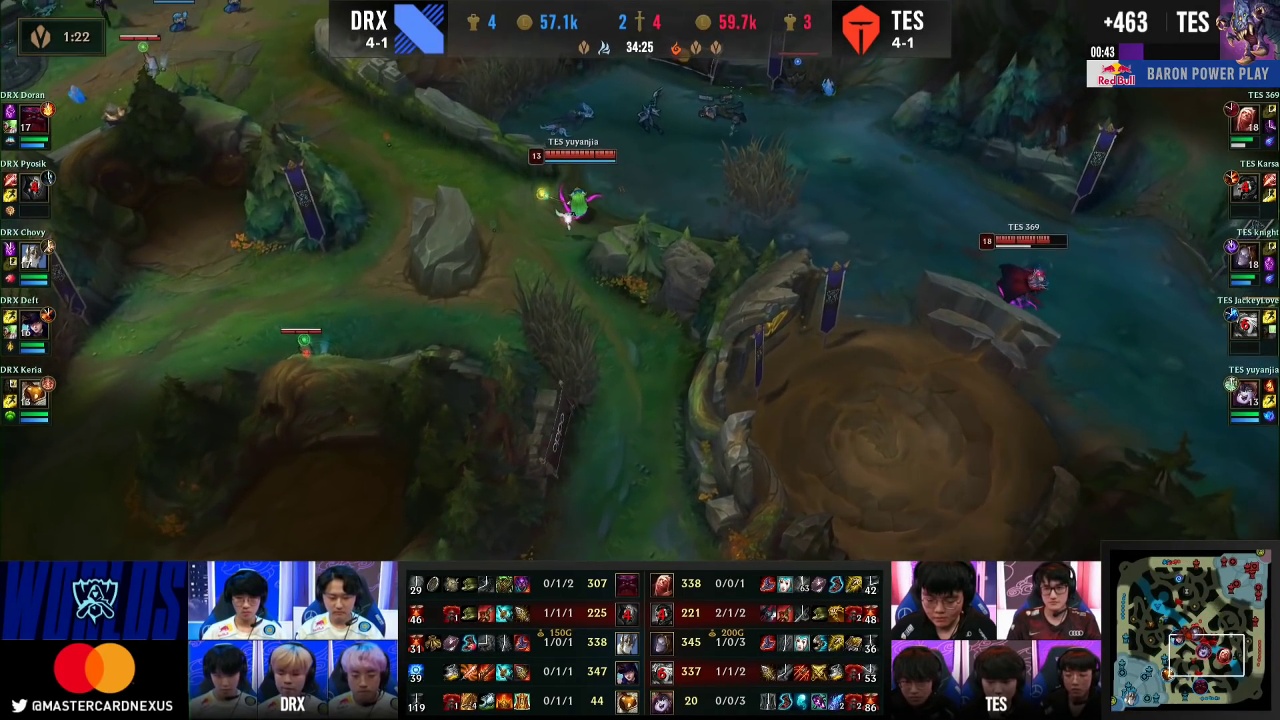 1:22
DRX
4-1
4
57.1k
2
4
59.7k
3
34:25
TES
4-1
+463
TES
00:43
Red Bull
BARON POWER PLAY
DRX Doran
17
DRX Pyosik
DRX Chovy
DRX Deft
DRX Keria
TES 369
18
TES Karsa
TES knight
18
TES JackeyLove
TES yuyanjia
13
TES yuyanjia
13
TES 369
18
WORLDS
29
0/1/2
307
338
0/0/1
42
46
1/1/1
225
221
2/1/2
48
31
150G
1/0/1
338
345
200G
1/0/3
36
39
0/1/1
347
337
1/1/2
53
119
0/1/1
44
20
0/0/3
86
DRX
TES
@MASTERCARDNEXUS